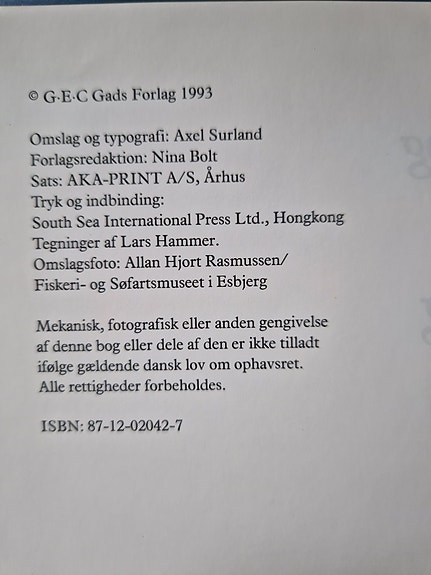 © G·E·C Gads Forlag 1993
Omslag og typografi: Axel Surland
Forlagsredaktion: Nina Bolt
Sats: AKA-PRINT A/S, Århus
Tryk og indbinding:
South Sea International Press Ltd., Hongkong
Tegninger af Lars Hammer.
Omslagsfoto: Allan Hjort Rasmussen/
Fiskeri- og Søfartsmuseet i Esbjerg
Mekanisk, fotografisk eller anden gengivelse
af denne bog eller dele af den er ikke tilladt
ifølge gældende dansk lov om ophavsret.
Alle rettigheder forbeholdes.
ISBN: 87-12-02042-7